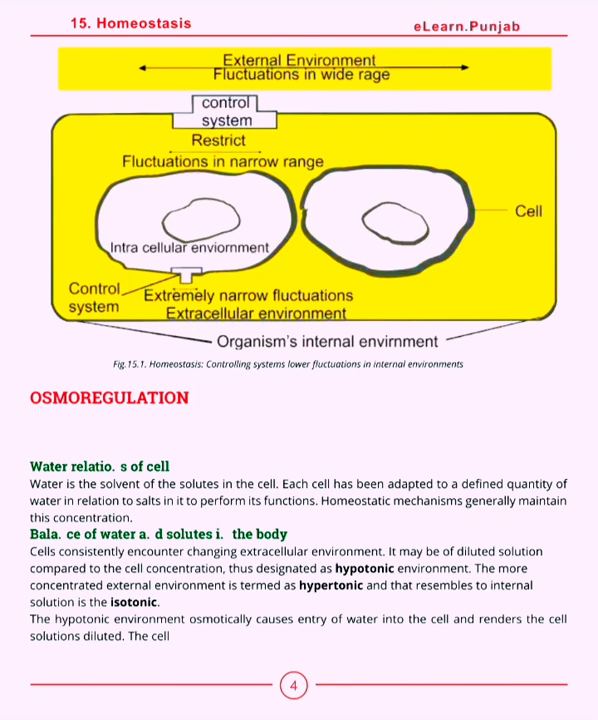 15. Homeostasis
eLearn.Punjab
External Environment
Fluctuations in wide rage
control
system
Restrict
Fluctuations in narrow range
Cell
Intra cellular enviornment
Control
system
Extremely narrow fluctuations
Extracellular environment
Organism's internal envirnment
Fig.15.1. Homeostasis: Controlling systems lower fluctuations in internal environments
OSMOREGULATION
Water relatio. s of cell
Water is the solvent of the solutes in the cell. Each cell has been adapted to a defined quantity of
water in relation to salts in it to perform its functions. Homeostatic mechanisms generally maintain
this concentration.
Bala. ce of water a. d solutes i. the body
Cells consistently encounter changing extracellular environment. It may be of diluted solution
compared to the cell concentration, thus designated as hypotonic environment. The more
concentrated external environment is termed as hypertonic and that resembles to internal
solution is the isotonic.
The hypotonic environment osmotically causes entry of water into the cell and renders the cell
solutions diluted. The cell
4